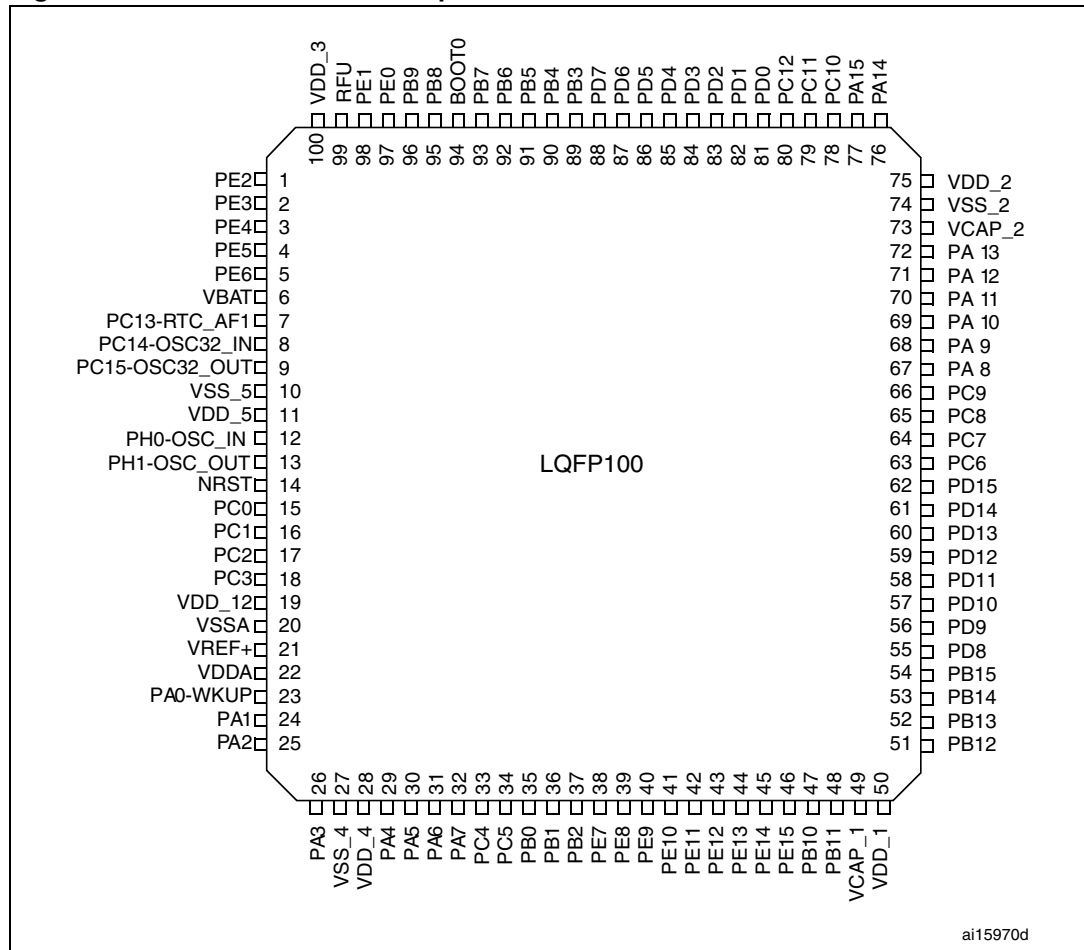 VDD_3
RFU
PE1
PE0
PB9
PB8
BOOT0
PB7
PB6
PB5
PB4
PB3
PD7
PD6
PD5
PD4
PD3
PD2
PD1
PD0
PC12
PC11
PC10
PA15
PA14
100 99 98 97 96 95 94 93 92 91 90 89 88 87 86 85 84 83 82 81 80 79 78 77 76
PE2 1
PE3 2
PE4 3
PE5 4
PE6 5
VBAT 6
PC13-RTC_AF1 7
PC14-OSC32_IN 8
PC15-OSC32_OUT 9
VSS_5 10
VDD_5 11
PH0-OSC_IN 12
PH1-OSC_OUT 13
NRST 14
PC0 15
PC1 16
PC2 17
PC3 18
VDD_12 19
VSSA 20
VREF+ 21
VDDA 22
PA0-WKUP 23
PA1 24
PA2 25
LQFP100
75 VDD_2
74 VSS_2
73 VCAP_2
72 PA 13
71 PA 12
70 PA 11
69 PA 10
68 PA 9
67 PA 8
66 PC9
65 PC8
64 PC7
63 PC6
62 PD15
61 PD14
60 PD13
59 PD12
58 PD11
57 PD10
56 PD9
55 PD8
54 PB15
53 PB14
52 PB13
51 PB12
26 27 28 29 30 31 32 33 34 35 36 37 38 39 40 41 42 43 44 45 46 47 48 49 50
PA3
VSS_4
VDD_4
PA4
PA5
PA6
PA7
PC4
PC5
PB0
PB1
PB2
PE7
PE8
PE9
PE10
PE11
PE12
PE13
PE14
PE15
PB10
PB11
VCAP_1
VDD_1
ai15970d